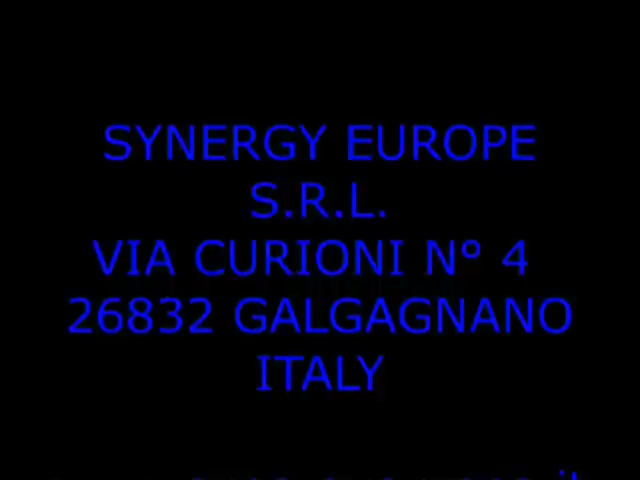 SYNERGY EUROPE
S.R.L.
VIA CURIONI N° 4
26832 GALGAGNANO
ITALY